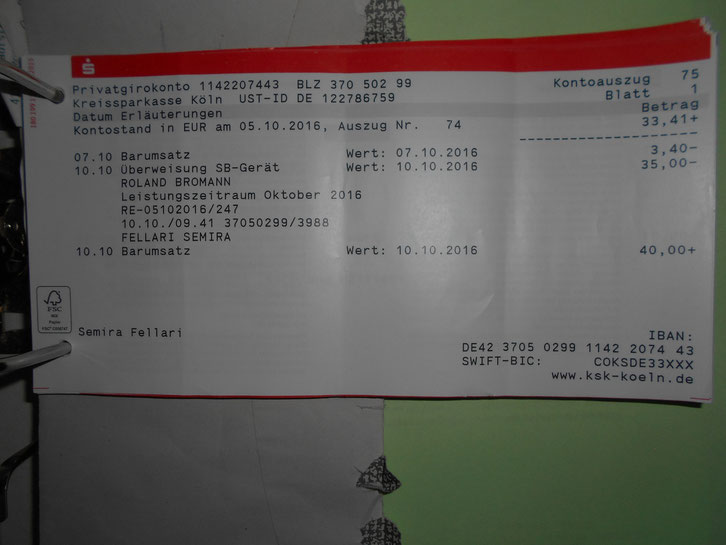 Privatgirokonto 1142207443 BLZ 370 502 99 Kontoauszug 75
Kreissparkasse Köln UST-ID DE 122786759 Blatt 1
Datum Erläuterungen Betrag
Kontostand in EUR am 05.10.2016, Auszug Nr. 74 33,41+
--------------
07.10 Barumsatz Wert: 07.10.2016 3,40-
10.10 Überweisung SB-Gerät Wert: 10.10.2016 35,00-
ROLAND BROMANN
Leistungszeitraum Oktober 2016
RE-05102016/247
10.10./09.41 37050299/3988
FELLARI SEMIRA
10.10 Barumsatz Wert: 10.10.2016 40,00+
FSC
Semira Fellari
IBAN:
DE42 3705 0299 1142 2074 43
SWIFT-BIC: COKSDE33XXX
www.ksk-koeln.de